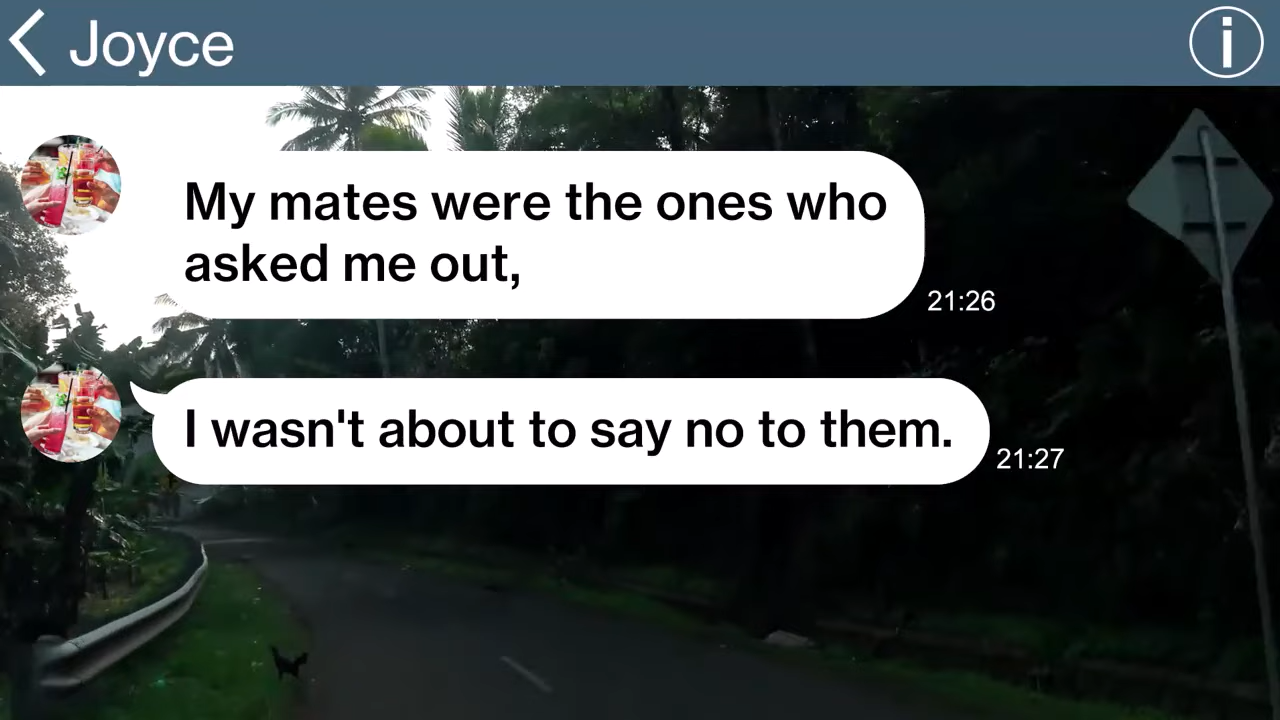 Joyce
My mates were the ones who
asked me out,
21:26
I wasn't about to say no to them.
21:27